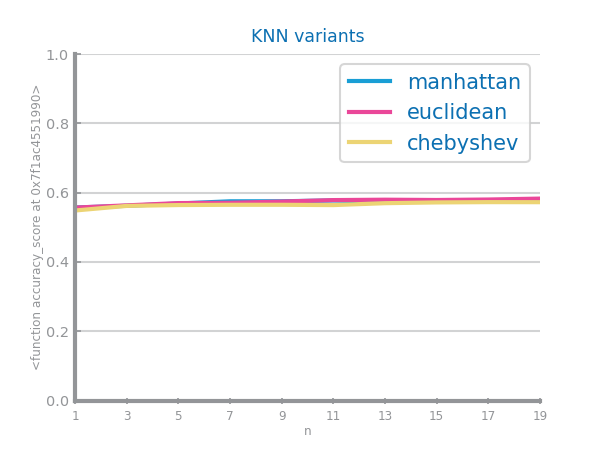 KNN variants
<function accuracy_score at 0x7f1ac4551990>
1.0
0.8
0.6
0.4
0.2
0.0
manhattan
euclidean
chebyshev
1 3 5 7 9 11 13 15 17 19
n